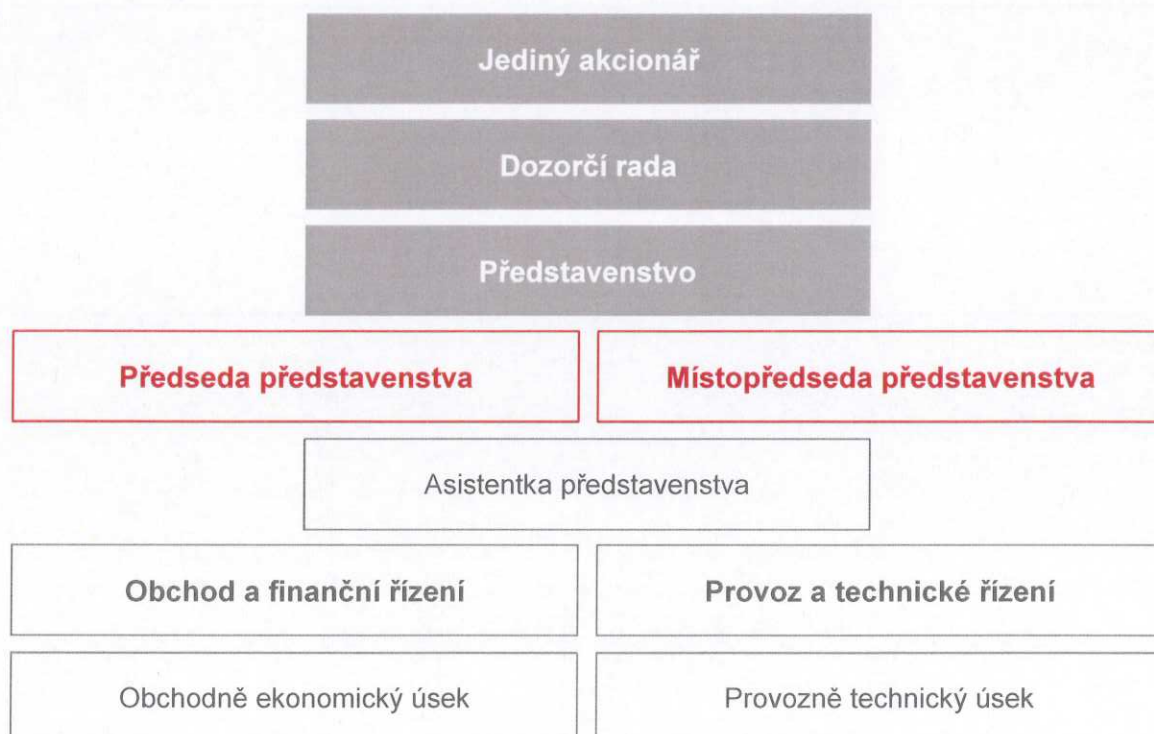 Jediný akcionář
Dozorčí rada
Představenstvo
Předseda představenstva
Místopředseda představenstva
Asistentka představenstva
Obchod a finanční řízení
Provoz a technické řízení
Obchodně ekonomický úsek
Provozně technický úsek